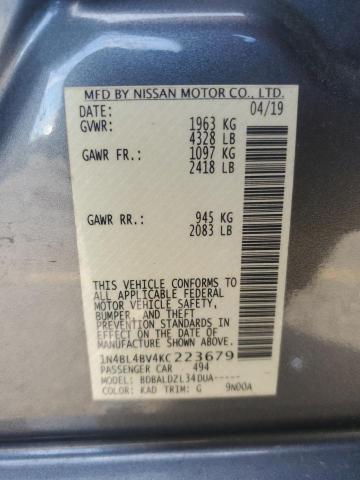 MFD BY NISSAN MOTOR CO., LTD.
DATE: 04/19
GVWR: 1963 KG
4328 LB
GAWR FR.: 1097 KG
2418 LB
GAWR RR.: 945 KG
2083 LB
THIS VEHICLE CONFORMS TO
ALL APPLICABLE FEDERAL
MOTOR VEHICLE SAFETY,
BUMPER, AND THEFT
PREVENTION STANDARDS
IN EFFECT ON THE DATE OF
MANUFACTURE SHOWN ABOVE.
1N4BL4BV4KC223679
PASSENGER CAR 494
MODEL: BDBALDZL34DUA-----
COLOR: KAD TRIM: G 9N00A